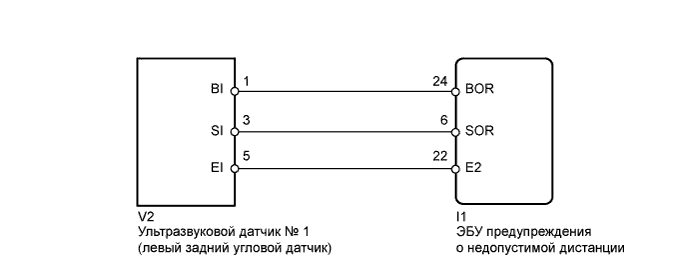 BI 1 24 BOR
SI 3 6 SOR
EI 5 22 E2
V2
Ультразвуковой датчик № 1
(левый задний угловой датчик)
I1
ЭБУ предупреждения
о недопустимой дистанции